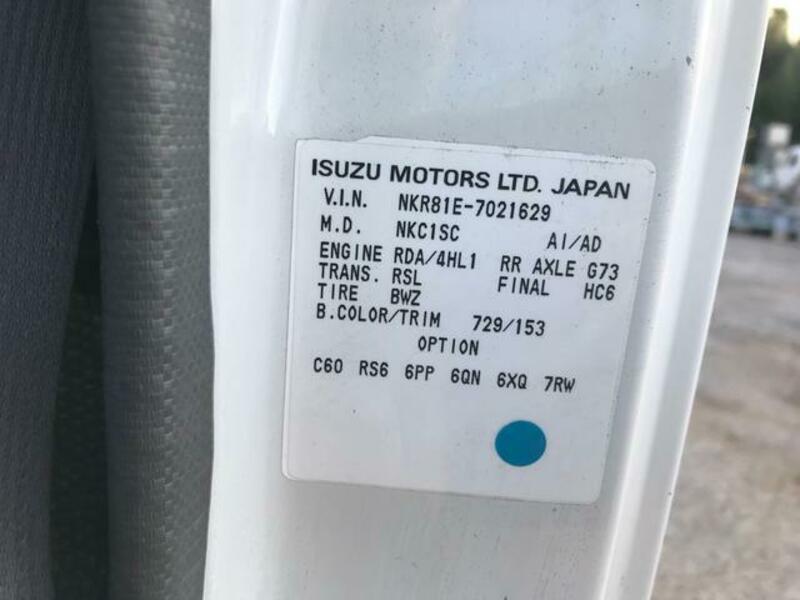 ISUZU MOTORS LTD. JAPAN
V.I.N. NKR81E-7021629
M.D. NKC1SC AI/AD
ENGINE RDA/4HL1 RR AXLE G73
TRANS. RSL FINAL HC6
TIRE BWZ
B.COLOR/TRIM 729/153
OPTION
C60 RS6 6PP 6QN 6XQ 7RW